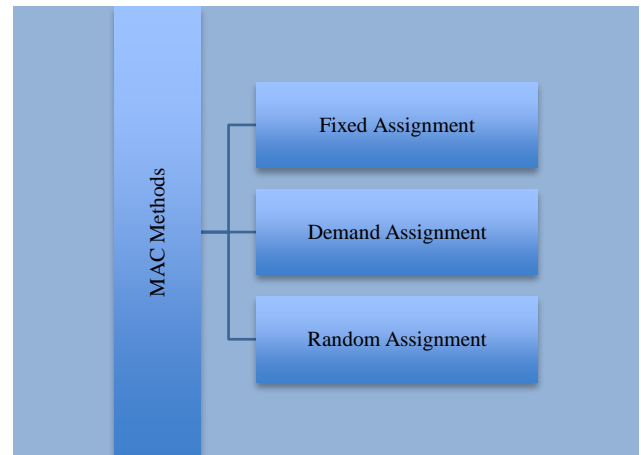 MAC Methods
Fixed Assignment
Demand Assignment
Random Assignment